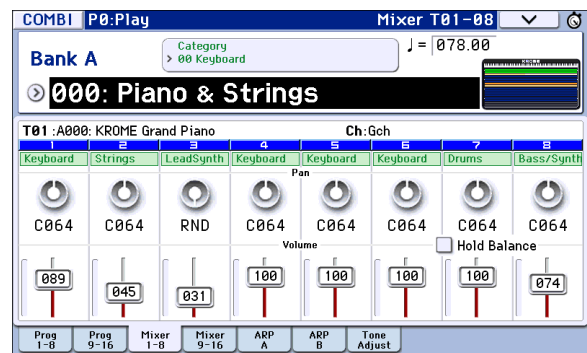 COMBI P0:Play Mixer T01-08
Bank A
Category
00 Keyboard
♩= 078.00
KROME
000: Piano & Strings
T01 :A000: KROME Grand Piano Ch:Gch
1 2 3 4 5 6 7 8
Keyboard Strings LeadSynth Keyboard Keyboard Keyboard Drums Bass/Synth
Pan
C064 C064 RND C064 C064 C064 C064 C064
Volume
Hold Balance
089 045 031 100 100 100 100 074
Prog 1-8 Prog 9-16 Mixer 1-8 Mixer 9-16 ARP A ARP B Tone Adjust